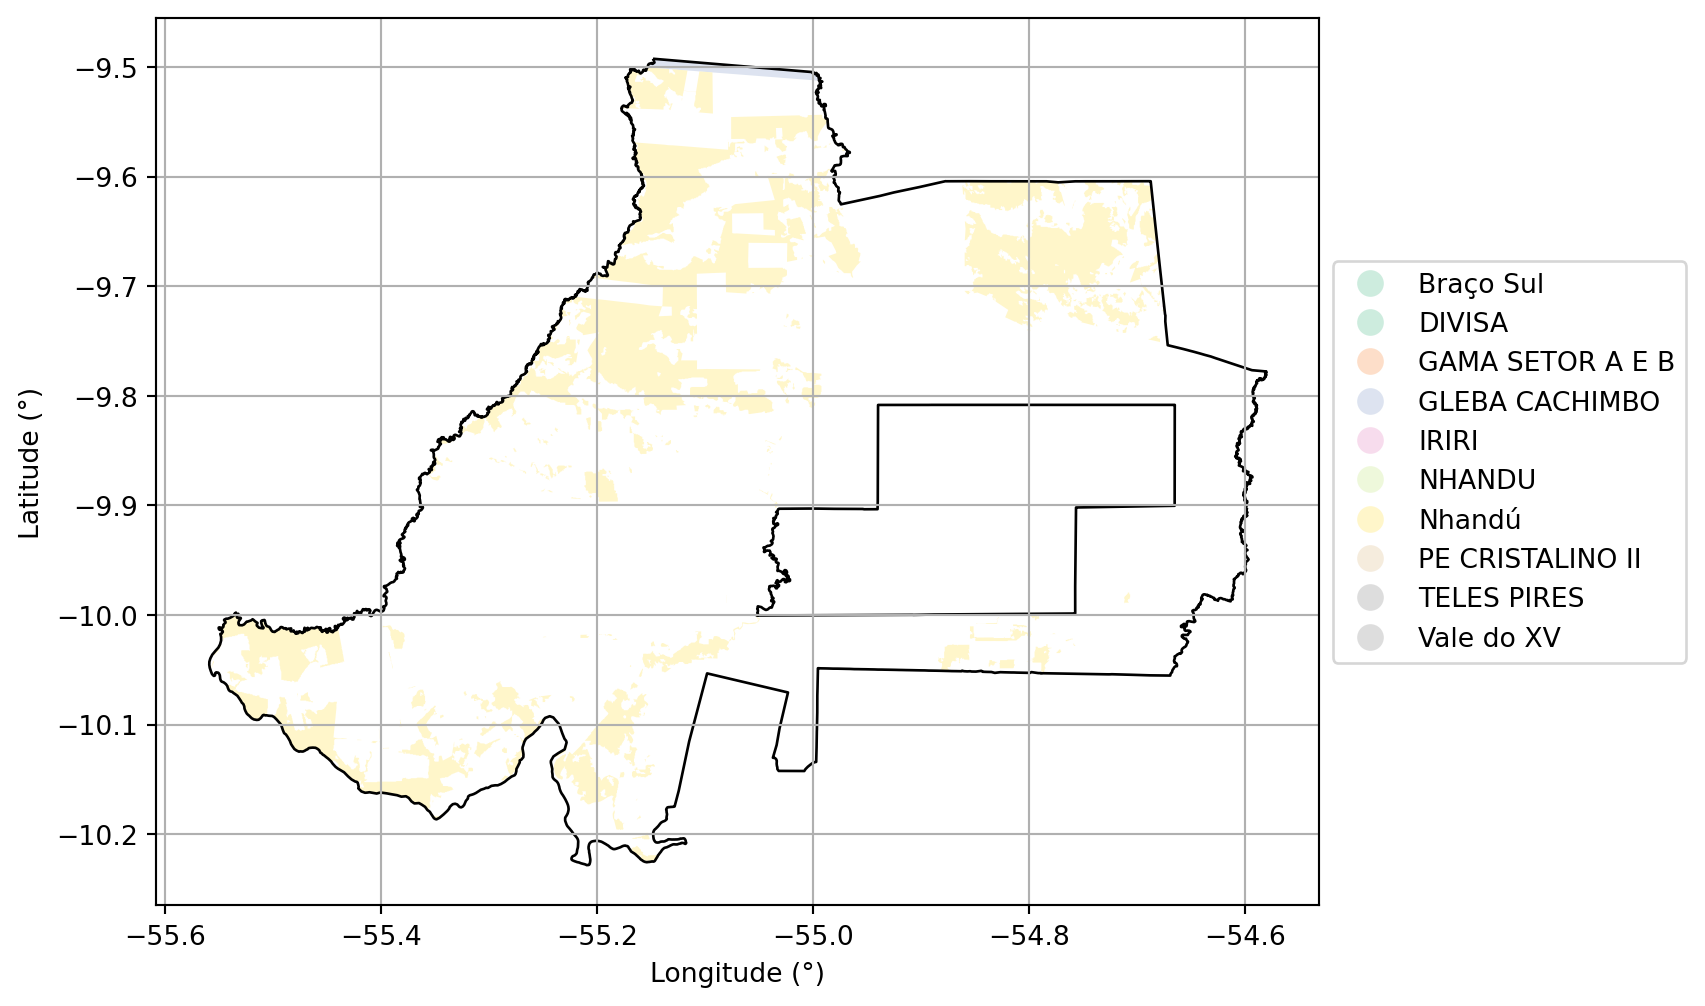 −9.5
−9.6
−9.7
−9.8
−9.9
−10.0
−10.1
−10.2
Latitude (°)
−55.6
−55.4
−55.2
−55.0
−54.8
−54.6
Longitude (°)
Braço Sul
DIVISA
GAMA SETOR A E B
GLEBA CACHIMBO
IRIRI
NHANDU
Nhandú
PE CRISTALINO II
TELES PIRES
Vale do XV